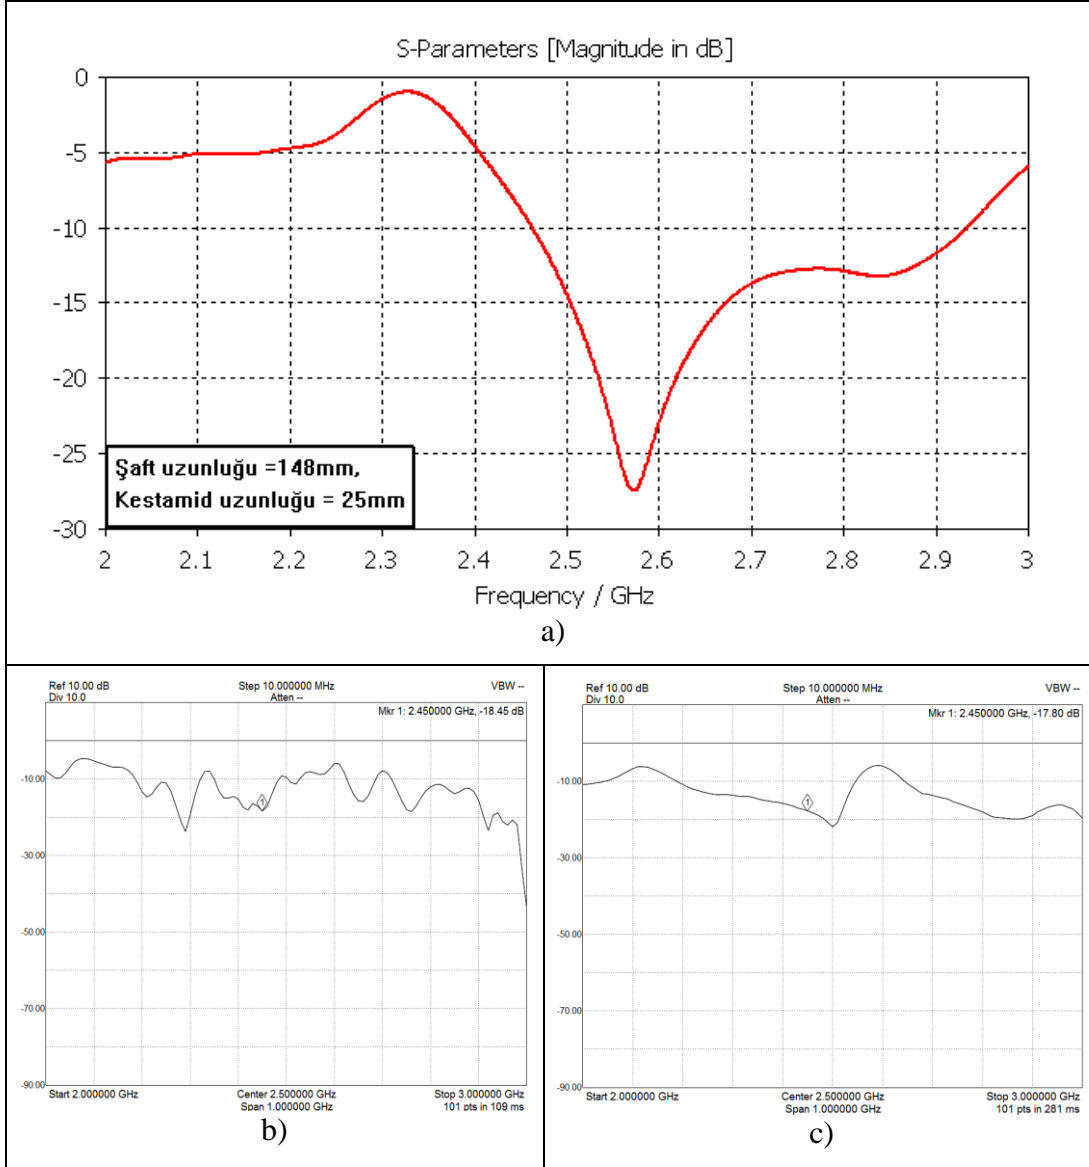 S-Parameters [Magnitude in dB]
0
-5
-10
-15
-20
-25
-30
Şaft uzunluğu =148mm,
Kestamid uzunluğu = 25mm
2 2.1 2.2 2.3 2.4 2.5 2.6 2.7 2.8 2.9 3
Frequency / GHz
a)
Ref 10.00 dB Step 10.000000 MHz VBW --
Div 10.0 Atten --
Mkr 1: 2.450000 GHz, -18.45 dB
-10.00
1
-30.00
-50.00
-70.00
-90.00
Start 2.000000 GHz Center 2.500000 GHz Stop 3.000000 GHz
Span 1.000000 GHz 101 pts in 109 ms
b)
Ref 10.00 dB Step 10.000000 MHz VBW --
Div 10.0 Atten --
Mkr 1: 2.450000 GHz, -17.80 dB
-10.00
1
-30.00
-50.00
-70.00
-90.00
Start 2.000000 GHz Center 2.500000 GHz Stop 3.000000 GHz
Span 1.000000 GHz 101 pts in 281 ms
c)